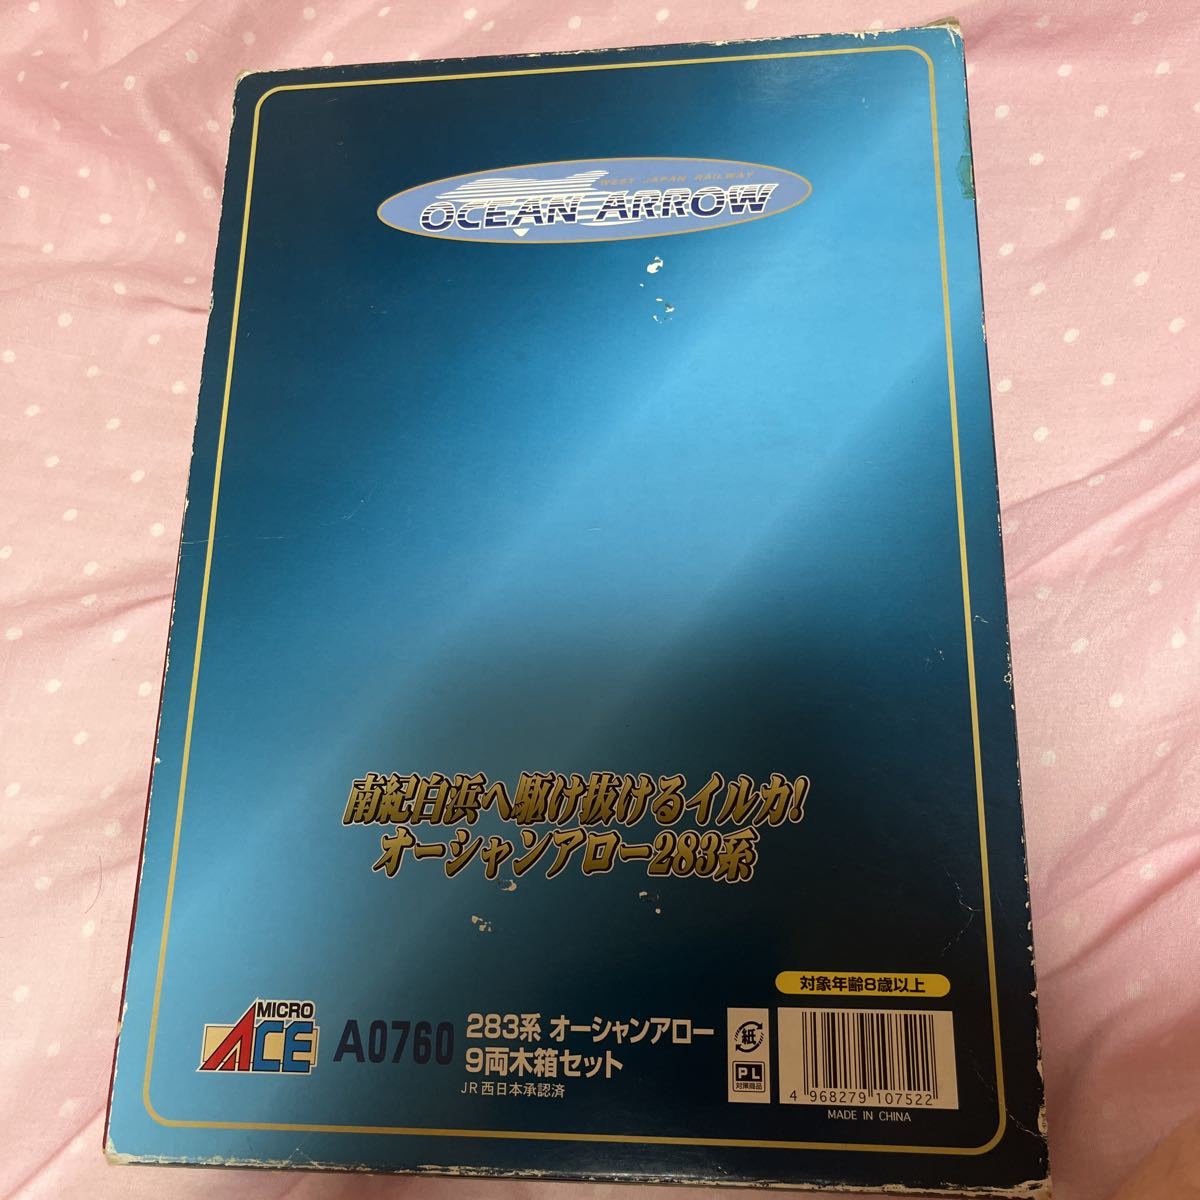 WEST JAPAN RAILWAY
OCEAN ARROW
南紀白浜へ駆け抜けるイルカ!
オーシャンアロー283系
対象年齢8歳以上
MICRO ACE
A0760
283系 オーシャンアロー
9両木箱セット
JR西日本承認済
紙
PL
対策商品
4 968279 107522
MADE IN CHINA